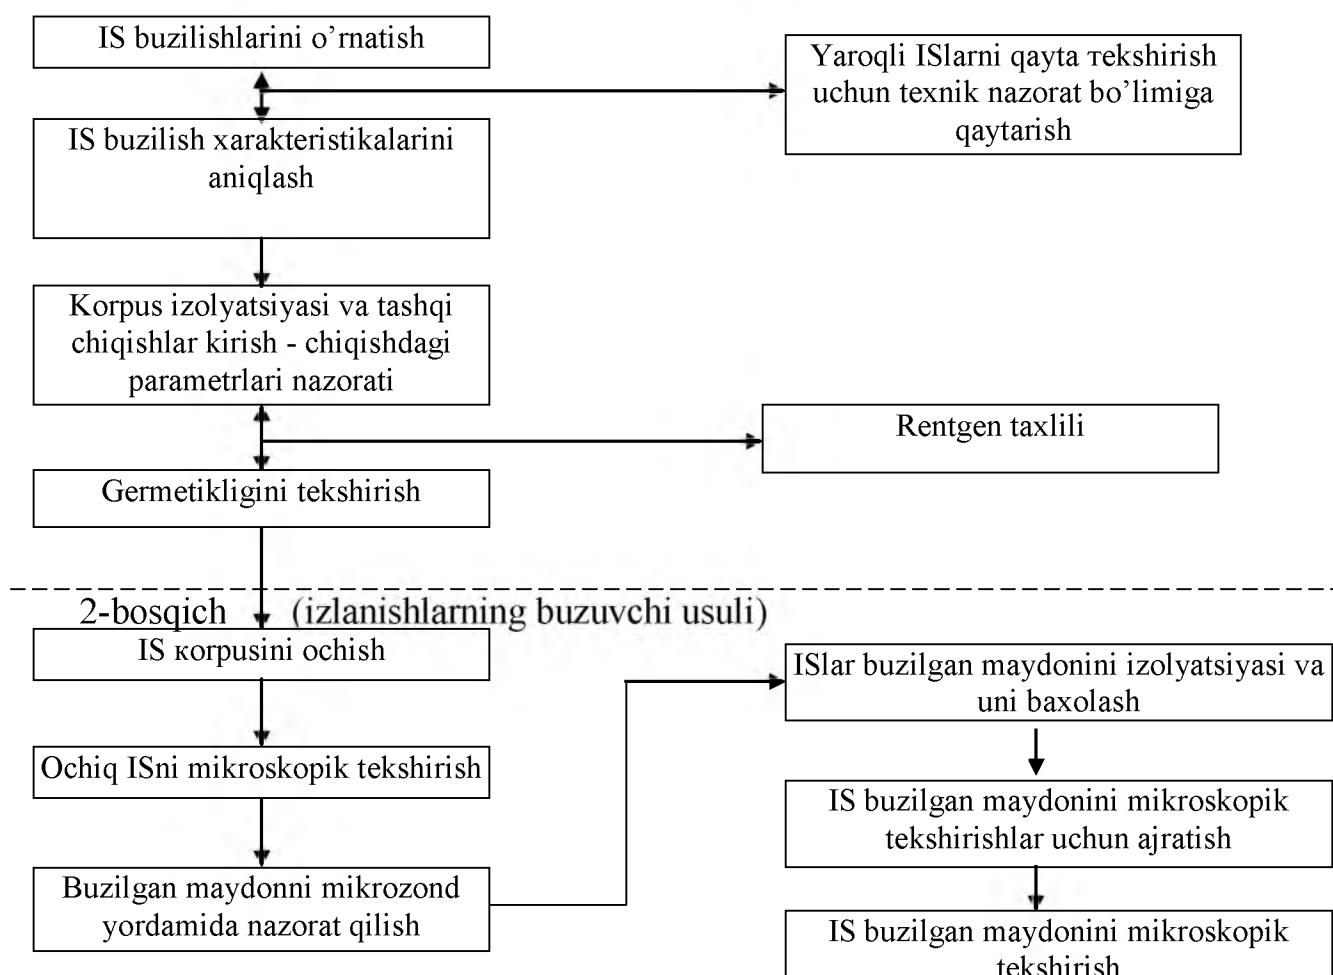 IS buzilishlarini o’rnatish
Yaroqli ISlarni qayta тekshirish
uchun texnik nazorat bo’limiga
qaytarish
IS buzilish xarakteristikalarini
aniqlash
Korpus izolyatsiyasi va tashqi
chiqishlar kirish - chiqishdagi
parametrlari nazorati
Rentgen taxlili
Germetikligini tekshirish
2-bosqich (izlanishlarning buzuvchi usuli)
IS кorpusini ochish
Ochiq ISni mikroskopik tekshirish
Buzilgan maydonni mikrozond
yordamida nazorat qilish
ISlar buzilgan maydonini izolyatsiyasi va
uni baxolash
IS buzilgan maydonini mikroskopik
tekshirishlar uchun ajratish
IS buzilgan maydonini mikroskopik
tekshirish